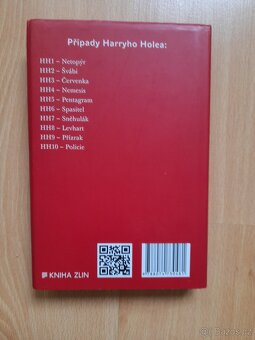 Případy Harryho Holea:
HH1 – Netopýr
HH2 – Švábi
HH3 – Červenka
HH4 – Nemesis
HH5 – Pentagram
HH6 – Spasitel
HH7 – Sněhulák
HH8 – Levhart
HH9 – Přízrak
HH10 – Policie
KNIHA ZLIN